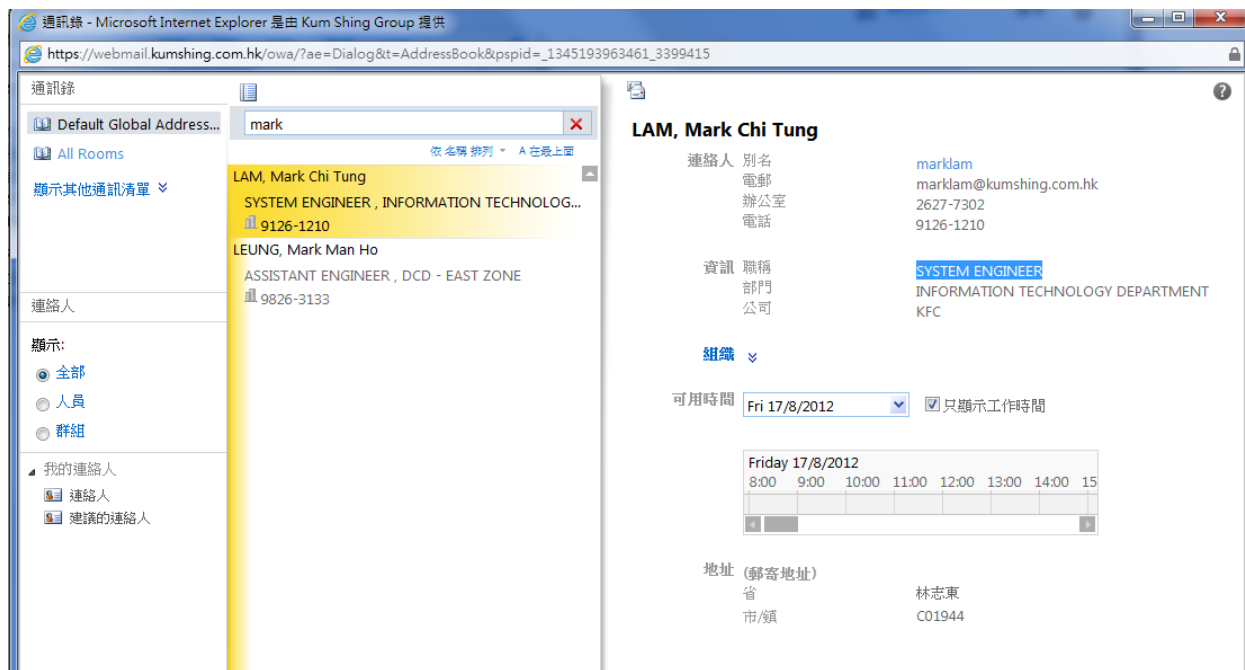 通訊錄 - Microsoft Internet Explorer 是由 Kum Shing Group 提供
https://webmail.kumshing.com.hk/owa/?ae=Dialog&t=AddressBook&pspid=_1345193963461_3399415
通訊錄
Default Global Address...
All Rooms
顯示其他通訊清單
連絡人
顯示:
全部
人員
群組
我的連絡人
連絡人
建議的連絡人
mark
依 名稱 排列 A 在最上面
LAM, Mark Chi Tung
SYSTEM ENGINEER , INFORMATION TECHNOLOG...
9126-1210
LEUNG, Mark Man Ho
ASSISTANT ENGINEER , DCD - EAST ZONE
9826-3133
LAM, Mark Chi Tung
連絡人 別名 marklam
電郵 marklam@kumshing.com.hk
辦公室 2627-7302
電話 9126-1210
資訊 職稱 SYSTEM ENGINEER
部門 INFORMATION TECHNOLOGY DEPARTMENT
公司 KFC
組織
可用時間 Fri 17/8/2012 只顯示工作時間
Friday 17/8/2012
8:00 9:00 10:00 11:00 12:00 13:00 14:00 15
地址 (郵寄地址)
省 林志東
市/鎮 C01944